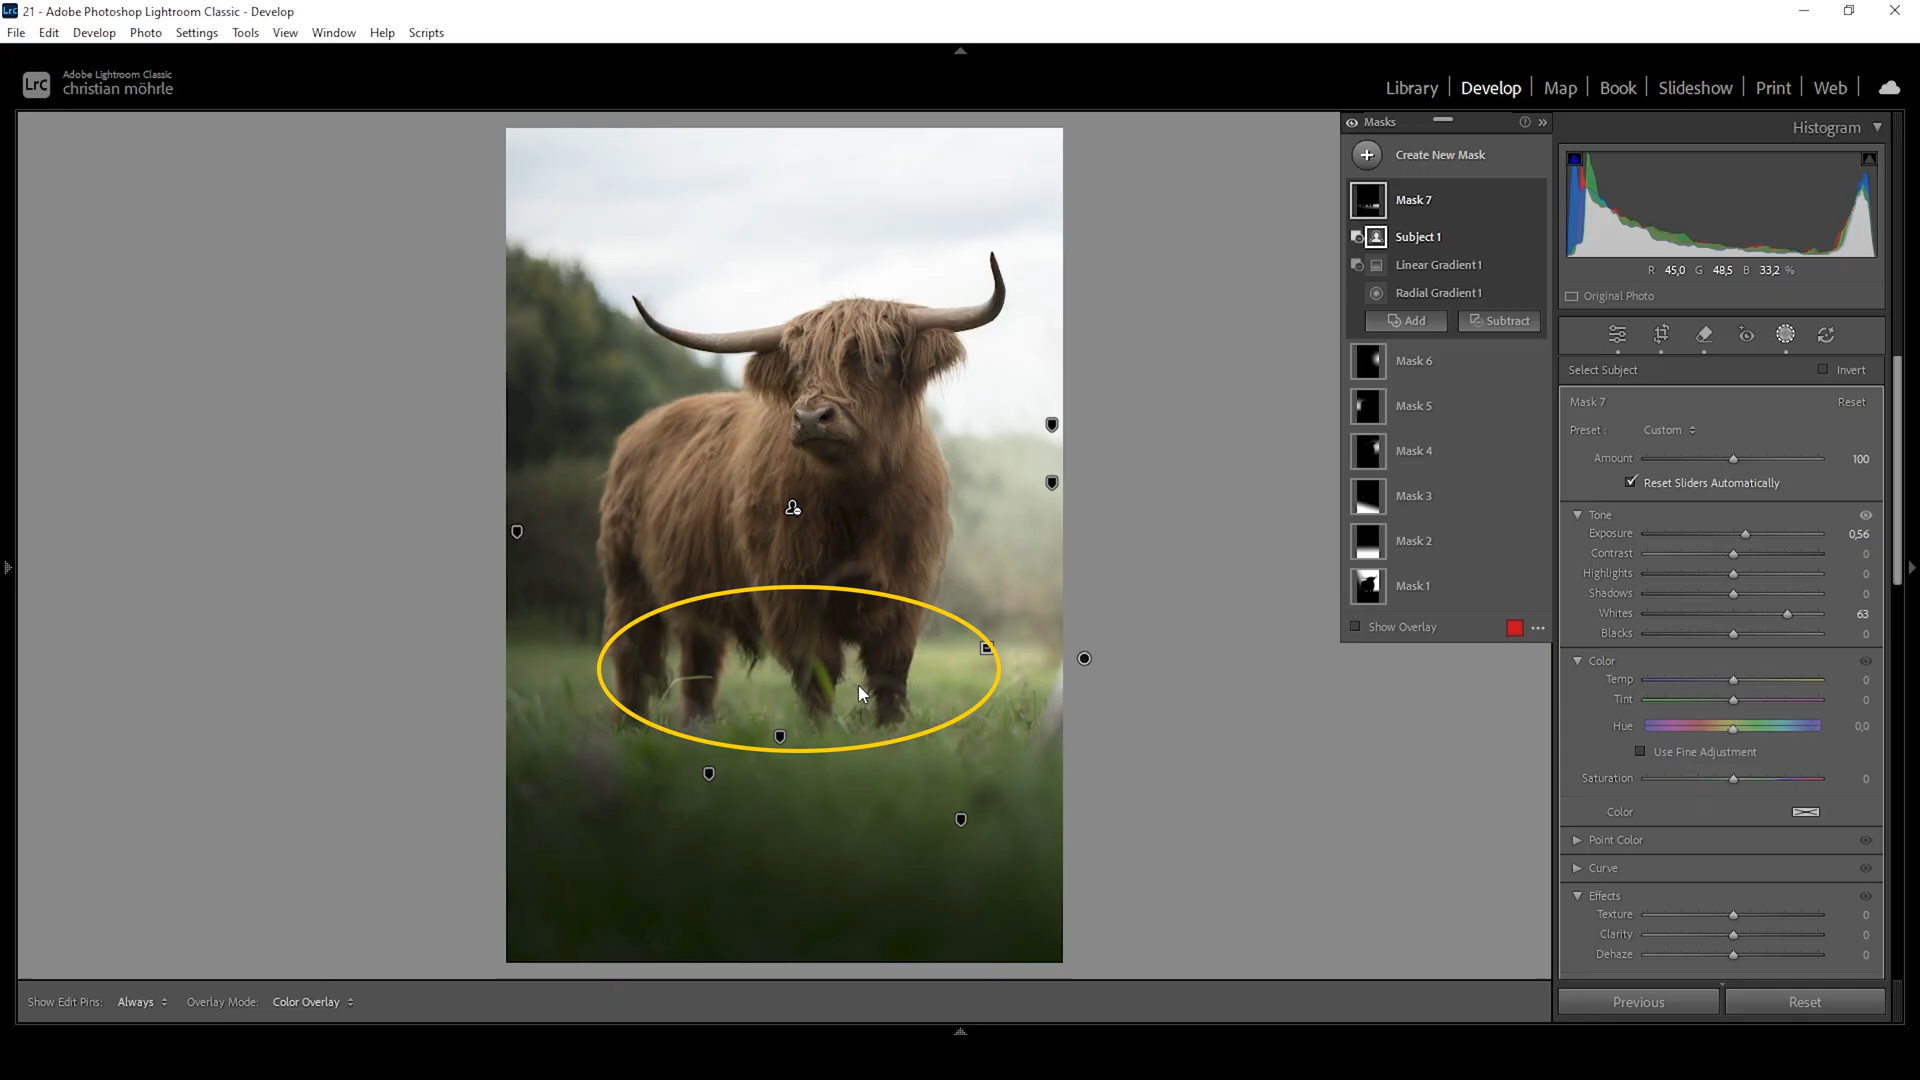 21 - Adobe Photoshop Lightroom Classic - Develop
File Edit Develop Photo Settings Tools View Window Help Scripts
LrC
Adobe Lightroom Classic
christian möhrle
Library Develop Map Book Slideshow Print Web
Masks
Create New Mask
Mask 7
Subject 1
Linear Gradient 1
Radial Gradient 1
Add Subtract
Mask 6
Mask 5
Mask 4
Mask 3
Mask 2
Mask 1
Show Overlay
Histogram
R 45,0 G 48,5 B 33,2 %
Original Photo
Select Subject Invert
Mask 7 Reset
Preset : Custom
Amount 100
Reset Sliders Automatically
Tone
Exposure 0,56
Contrast 0
Highlights 0
Shadows 0
Whites 63
Blacks 0
Color
Temp 0
Tint 0
Hue 0,0
Use Fine Adjustment
Saturation 0
Color
Point Color
Curve
Effects
Texture 0
Clarity 0
Dehaze 0
Previous Reset
Show Edit Pins: Always Overlay Mode: Color Overlay